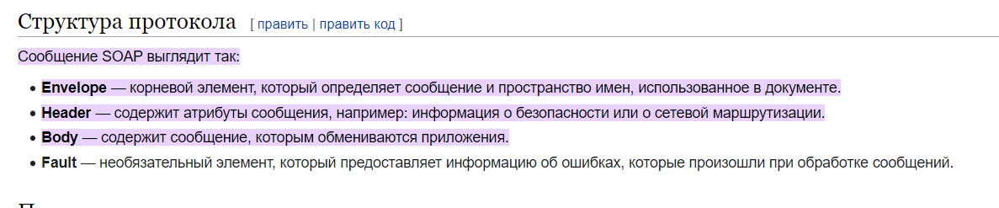 Структура протокола [ править | править код ]
Сообщение SOAP выглядит так:
• Envelope — корневой элемент, который определяет сообщение и пространство имен, использованное в документе.
• Header — содержит атрибуты сообщения, например: информация о безопасности или о сетевой маршрутизации.
• Body — содержит сообщение, которым обмениваются приложения.
• Fault — необязательный элемент, который предоставляет информацию об ошибках, которые произошли при обработке сообщений.